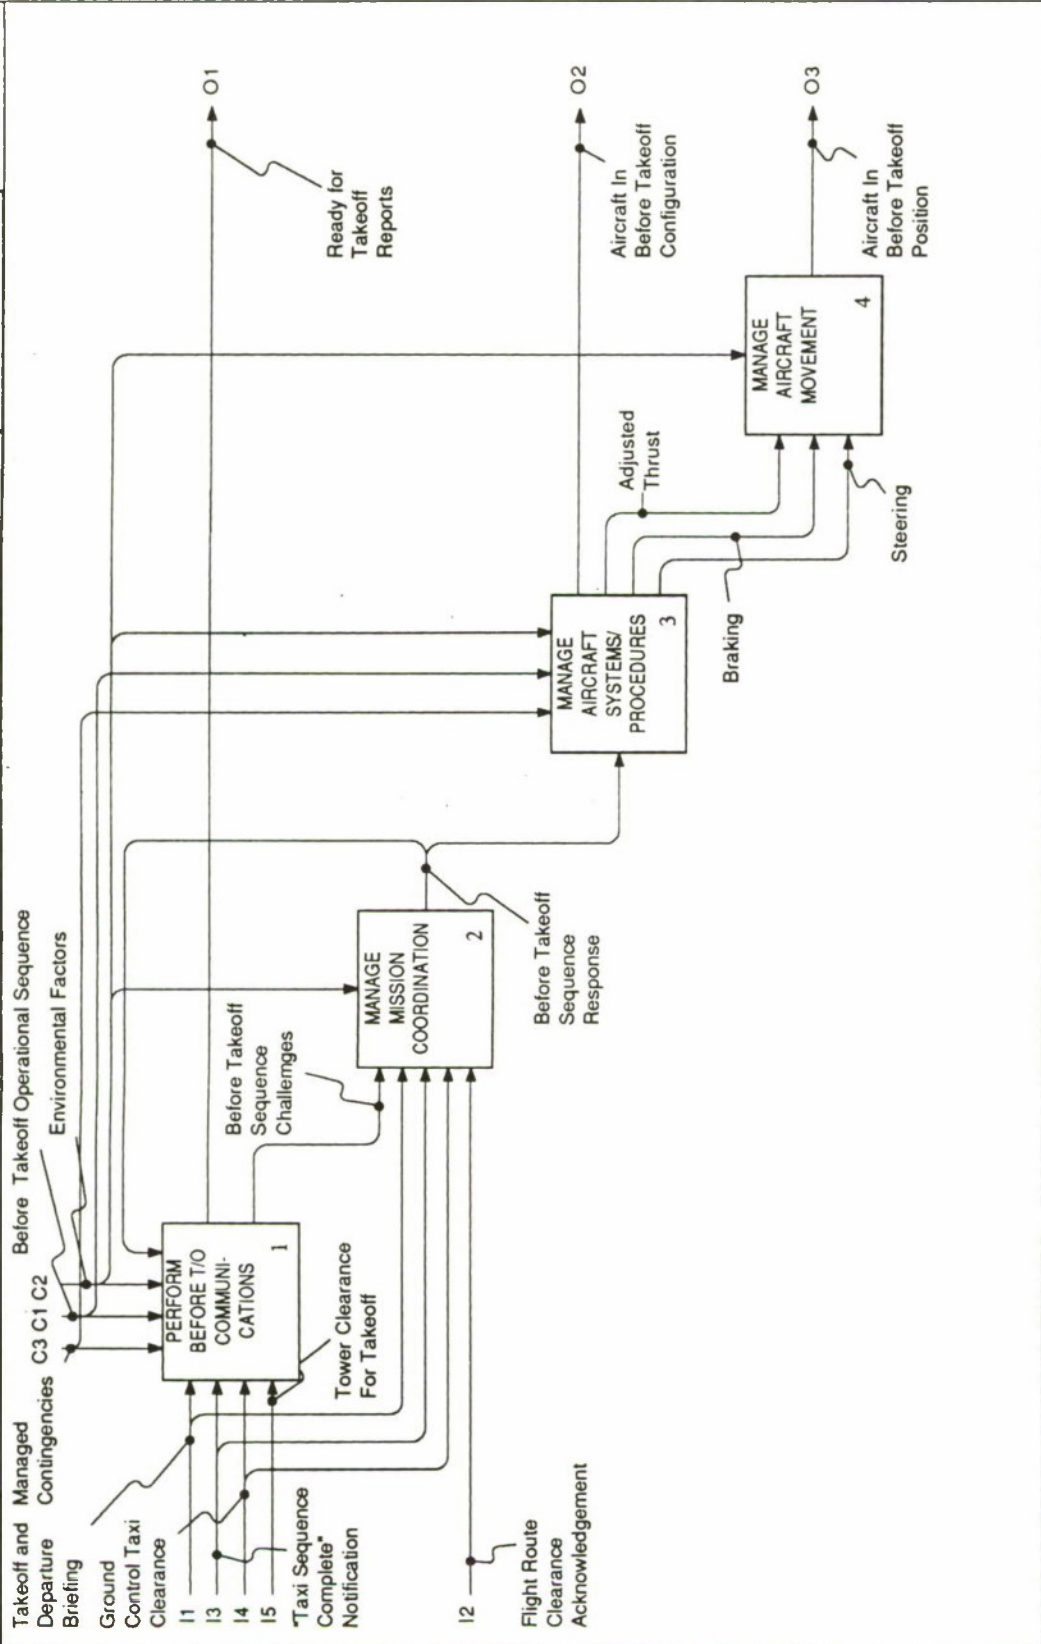 Takeoff and
Departure
Briefing
Managed
Contingencies
C3 C1 C2
Before Takeoff Operational Sequence
Environmental Factors
Ground
Control Taxi
Clearance
I1
I3
I4
I5
"Taxi Sequence
Complete"
Notification
I2
Flight Route
Clearance
Acknowledgement
PERFORM
BEFORE T/O
COMMUNI-
CATIONS
1
Tower Clearance
For Takeoff
Before Takeoff
Sequence
Challemges
MANAGE
MISSION
COORDINATION
2
Before Takeoff
Sequence
Response
MANAGE
AIRCRAFT
SYSTEMS/
PROCEDURES
3
Adjusted
Thrust
Braking
Steering
MANAGE
AIRCRAFT
MOVEMENT
4
Ready for
Takeoff
Reports
O1
Aircraft In
Before Takeoff
Configuration
O2
Aircraft In
Before Takeoff
Position
O3